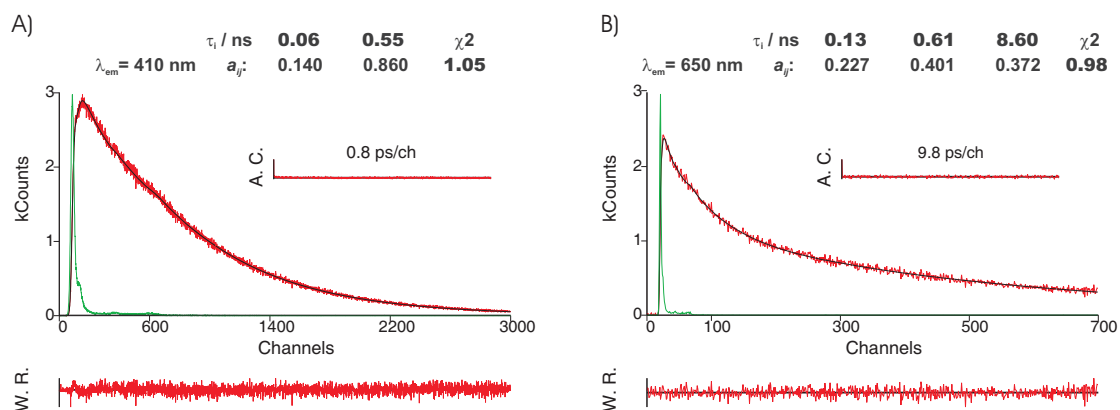 A)
τi / ns 0.06 0.55 χ2
λem= 410 nm aij: 0.140 0.860 1.05
3
2
1
0
kCounts
A. C.
0.8 ps/ch
0 600 1400 2200 3000
Channels
W. R.
B)
τi / ns 0.13 0.61 8.60 χ2
λem= 650 nm aij: 0.227 0.401 0.372 0.98
3
2
1
0
kCounts
A. C.
9.8 ps/ch
0 100 300 500 700
Channels
W. R.